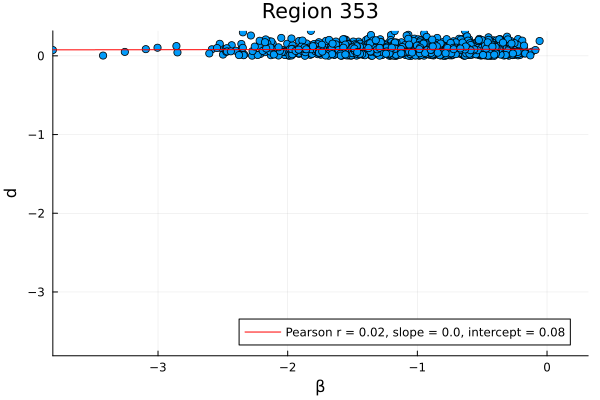 Region 353
d
0
−1
−2
−3
Pearson r = 0.02, slope = 0.0, intercept = 0.08
−3
−2
−1
0
β